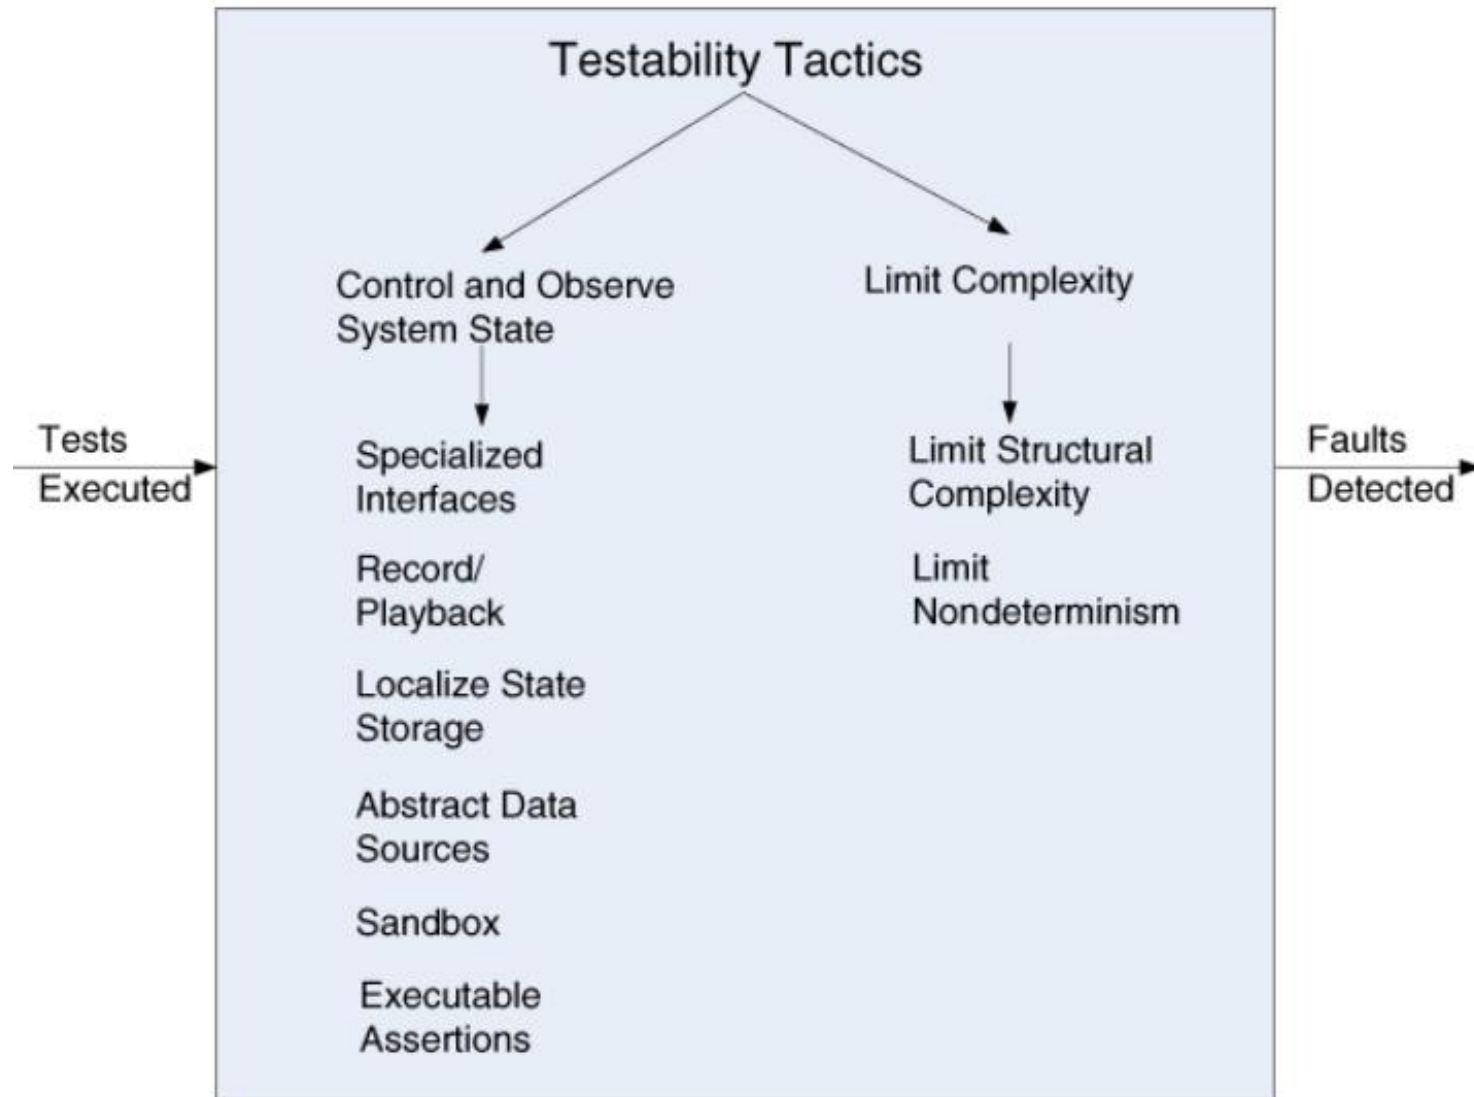 Testability Tactics
Control and Observe
System State
Limit Complexity
Tests
Executed
Specialized
Interfaces
Record/
Playback
Localize State
Storage
Abstract Data
Sources
Sandbox
Executable
Assertions
Limit Structural
Complexity
Limit
Nondeterminism
Faults
Detected